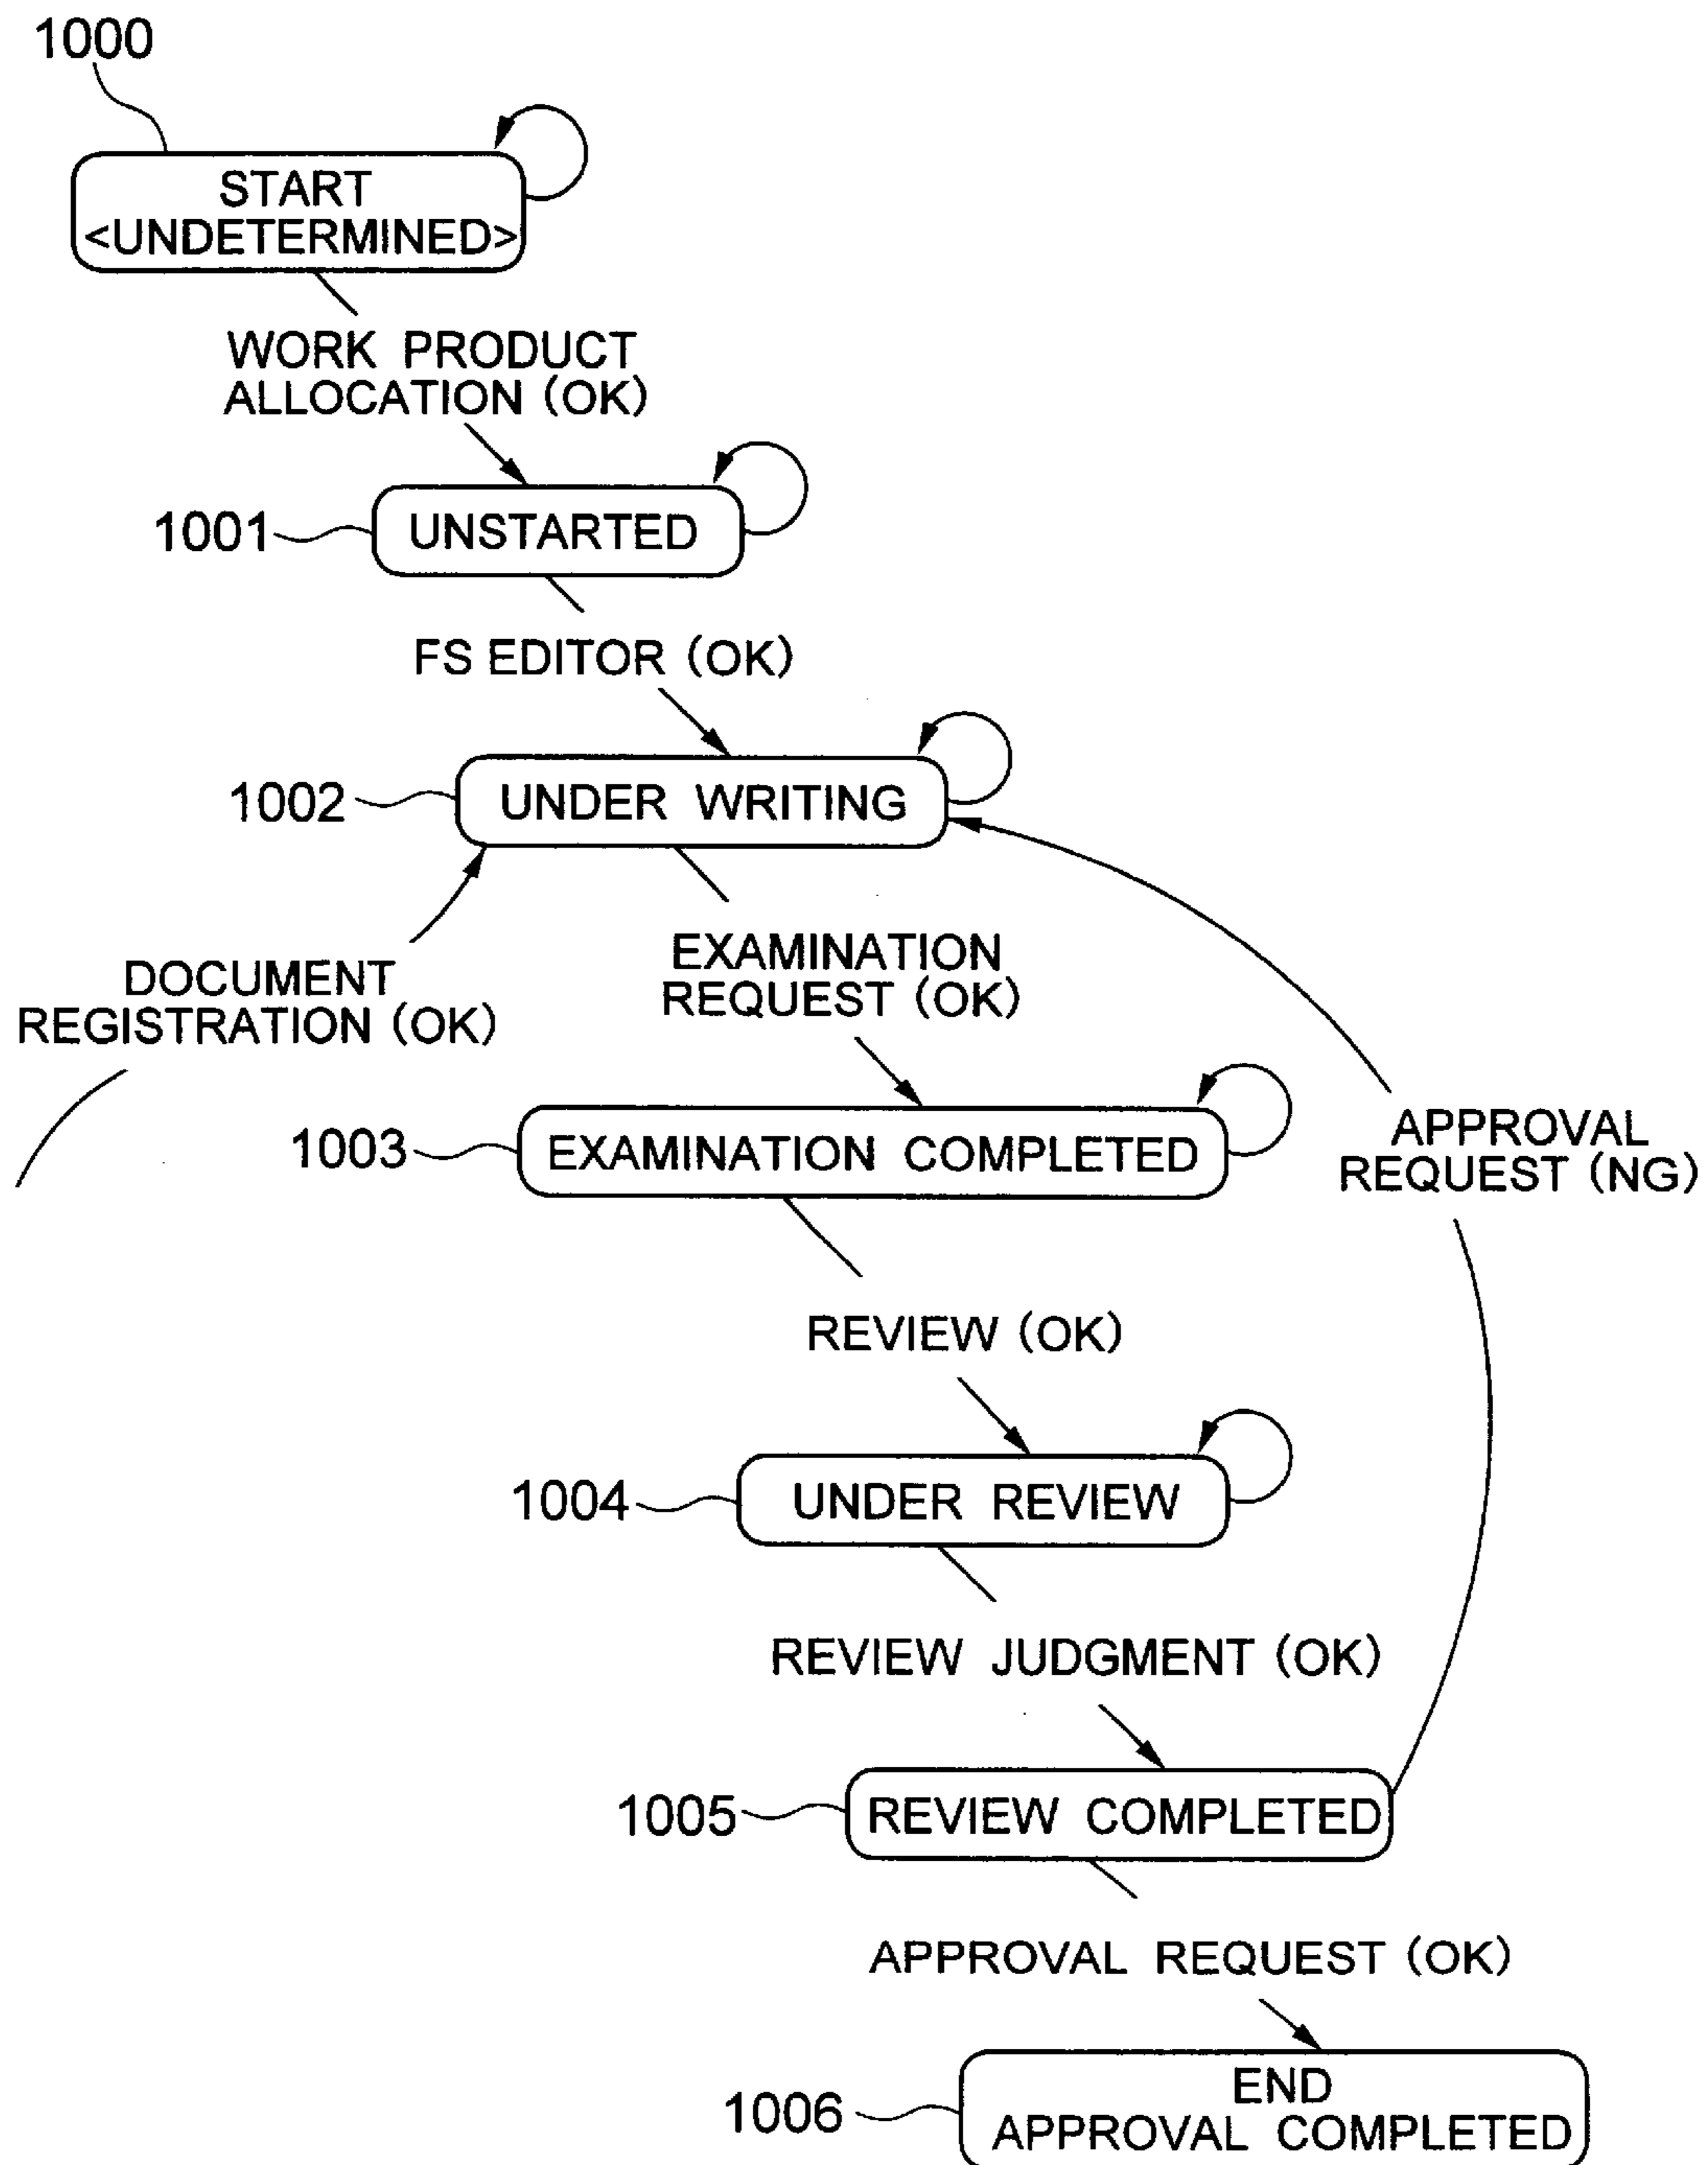 1000
START
<UNDETERMINED>
WORK PRODUCT
ALLOCATION (OK)
1001
UNSTARTED
FS EDITOR (OK)
1002
UNDER WRITING
DOCUMENT
REGISTRATION (OK)
EXAMINATION
REQUEST (OK)
1003
EXAMINATION COMPLETED
APPROVAL
REQUEST (NG)
REVIEW (OK)
1004
UNDER REVIEW
REVIEW JUDGMENT (OK)
1005
REVIEW COMPLETED
APPROVAL REQUEST (OK)
1006
END
APPROVAL COMPLETED